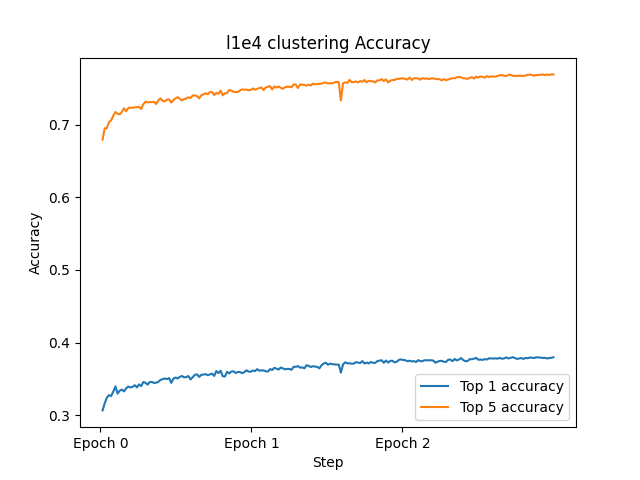 l1e4 clustering Accuracy
Accuracy
0.7
0.6
0.5
0.4
0.3
Epoch 0
Epoch 1
Epoch 2
Step
Top 1 accuracy
Top 5 accuracy